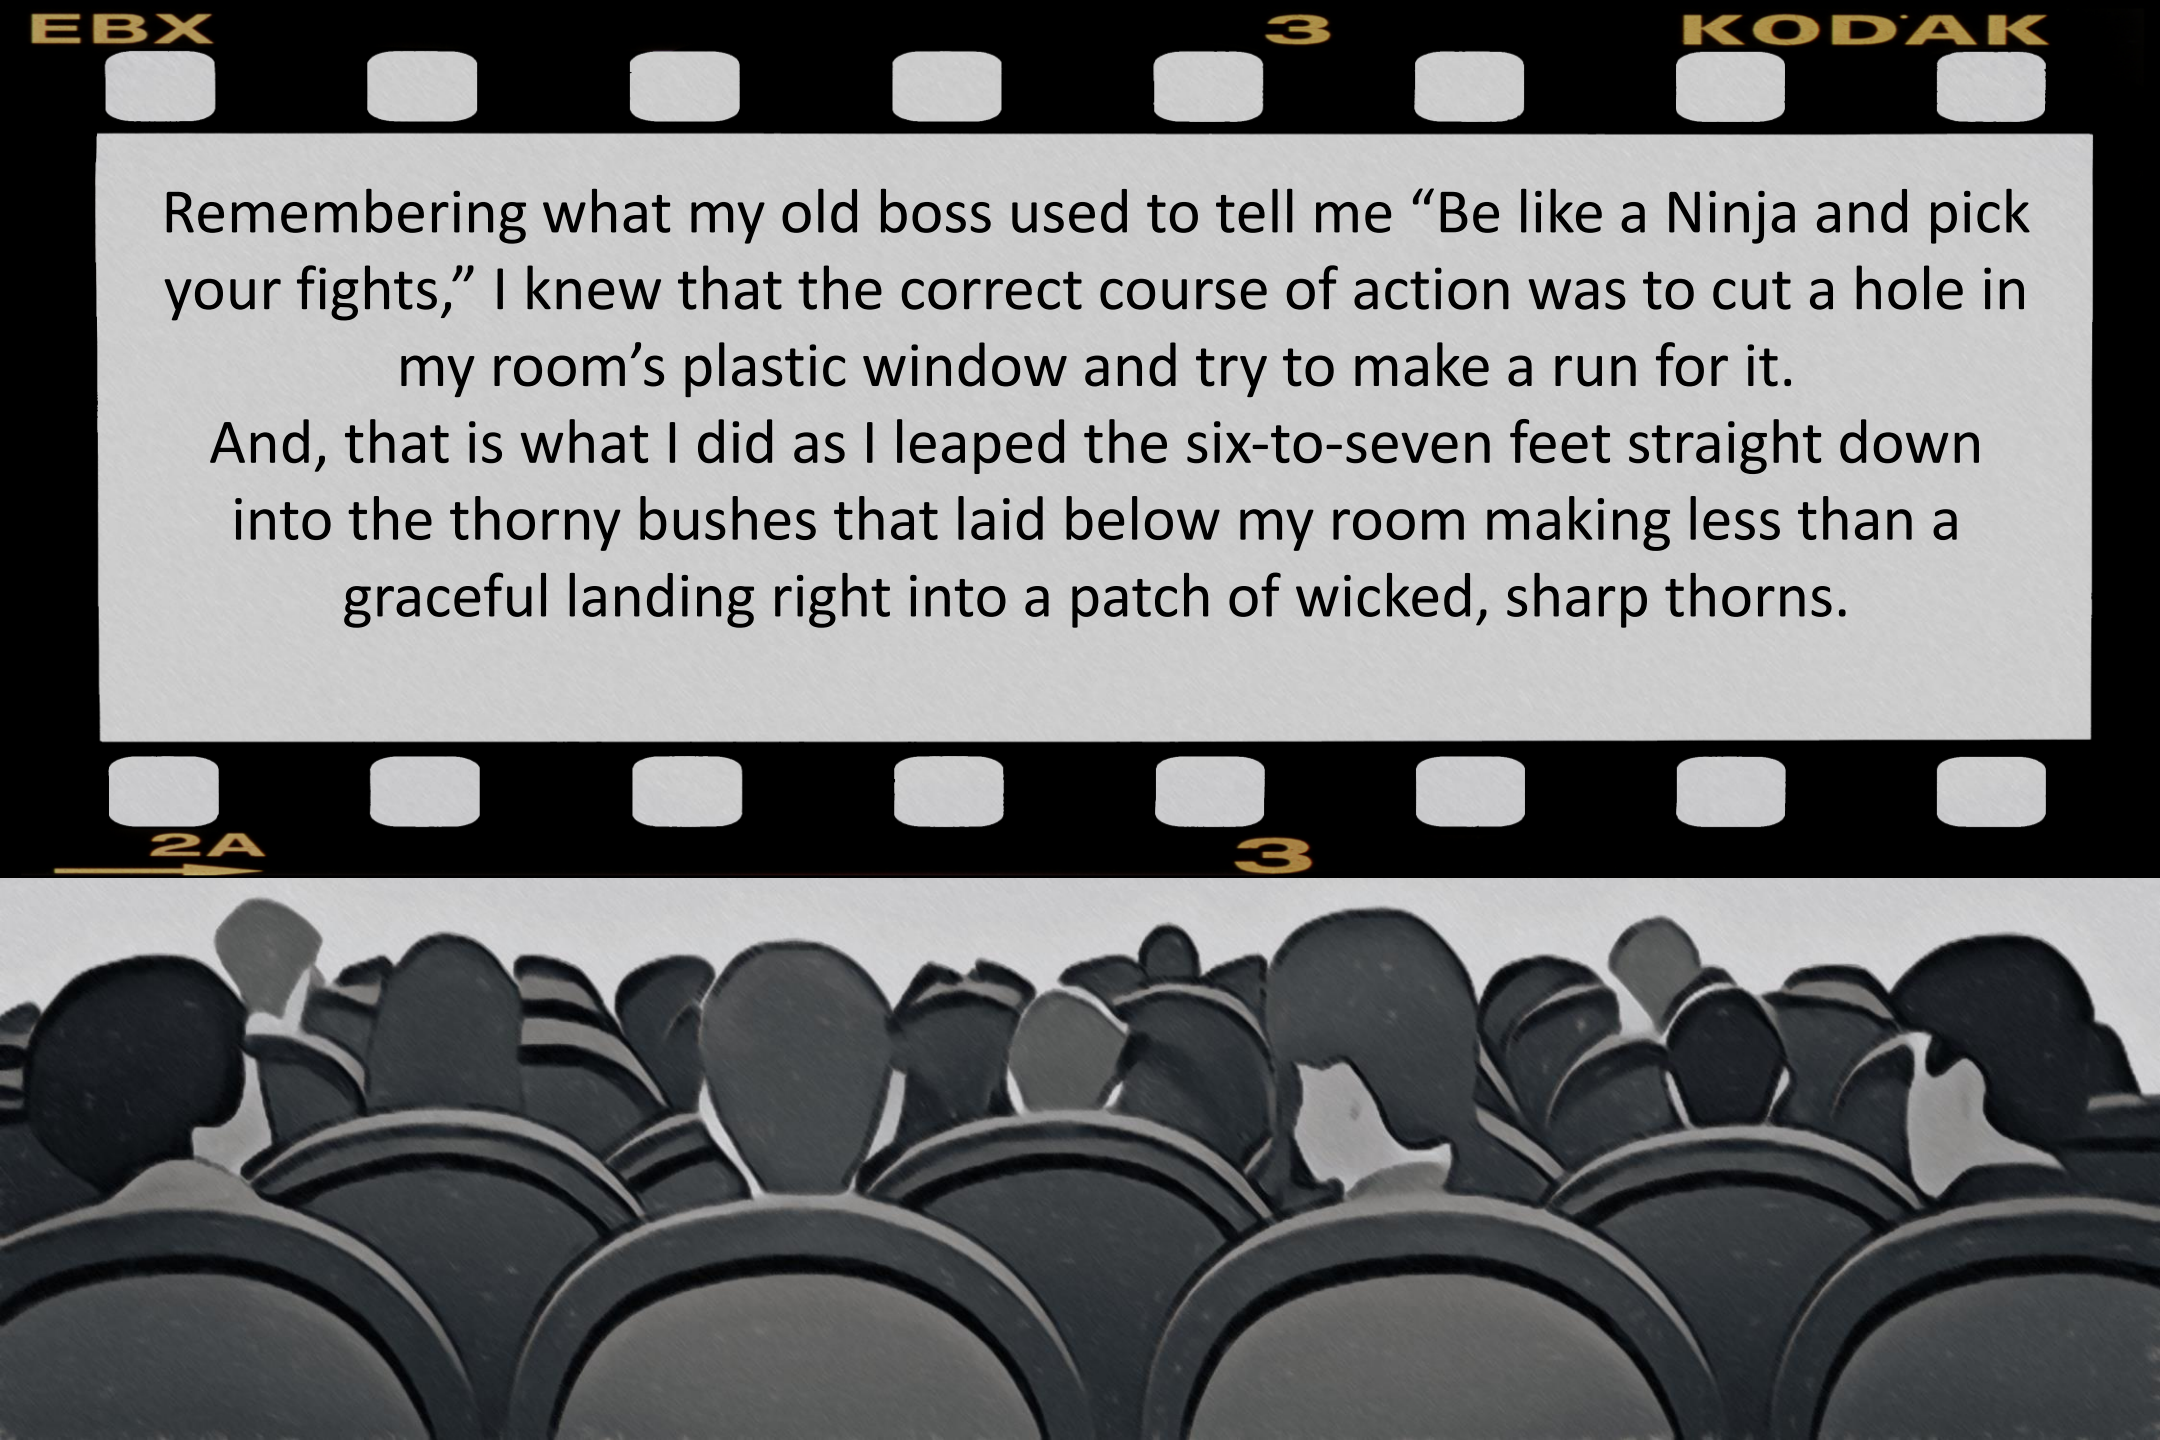 EBX 3 KODAK
Remembering what my old boss used to tell me “Be like a Ninja and pick
your fights,” I knew that the correct course of action was to cut a hole in
my room’s plastic window and try to make a run for it.
And, that is what I did as I leaped the six-to-seven feet straight down
into the thorny bushes that laid below my room making less than a
graceful landing right into a patch of wicked, sharp thorns.
2A 3